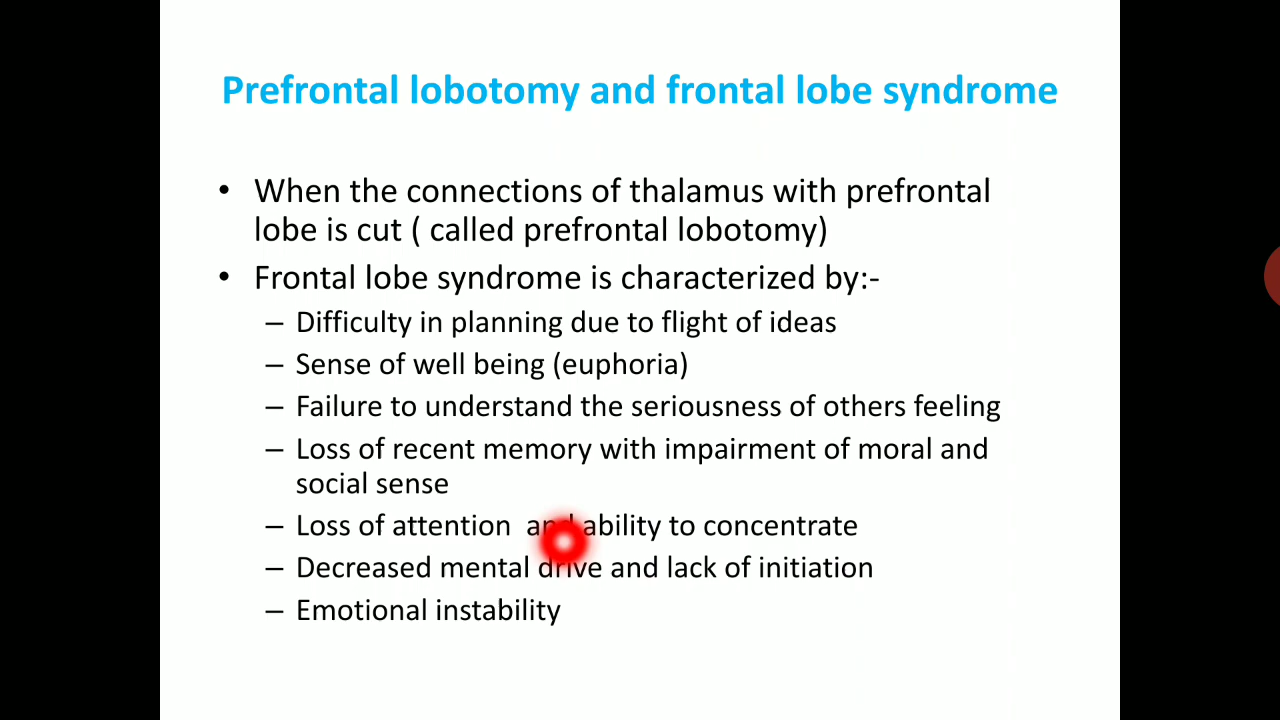 Prefrontal lobotomy and frontal lobe syndrome
• When the connections of thalamus with prefrontal
lobe is cut ( called prefrontal lobotomy)
• Frontal lobe syndrome is characterized by:-
– Difficulty in planning due to flight of ideas
– Sense of well being (euphoria)
– Failure to understand the seriousness of others feeling
– Loss of recent memory with impairment of moral and
social sense
– Loss of attention  and ability to concentrate
– Decreased mental drive and lack of initiation
– Emotional instability